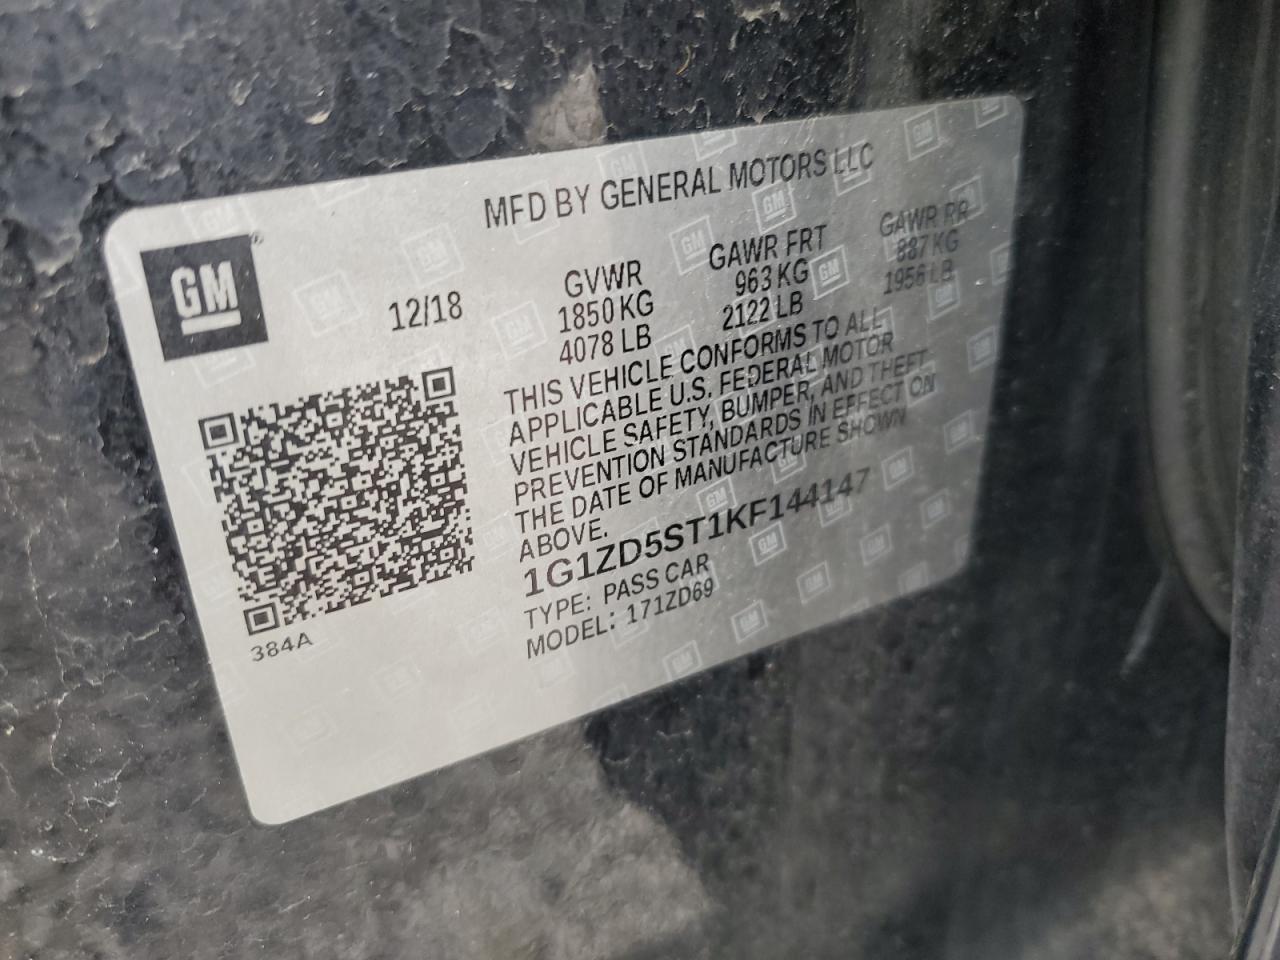 MFD BY GENERAL MOTORS LLC
GM
12/18
GVWR
1850 KG
4078 LB
GAWR FRT
963 KG
2122 LB
GAWR RR
887 KG
1956 LB
THIS VEHICLE CONFORMS TO ALL
APPLICABLE U.S. FEDERAL MOTOR
VEHICLE SAFETY, BUMPER, AND THEFT
PREVENTION STANDARDS IN EFFECT ON
THE DATE OF MANUFACTURE SHOWN
ABOVE.
1G1ZD5ST1KF144147
TYPE: PASS CAR
MODEL: 171ZD69
384A